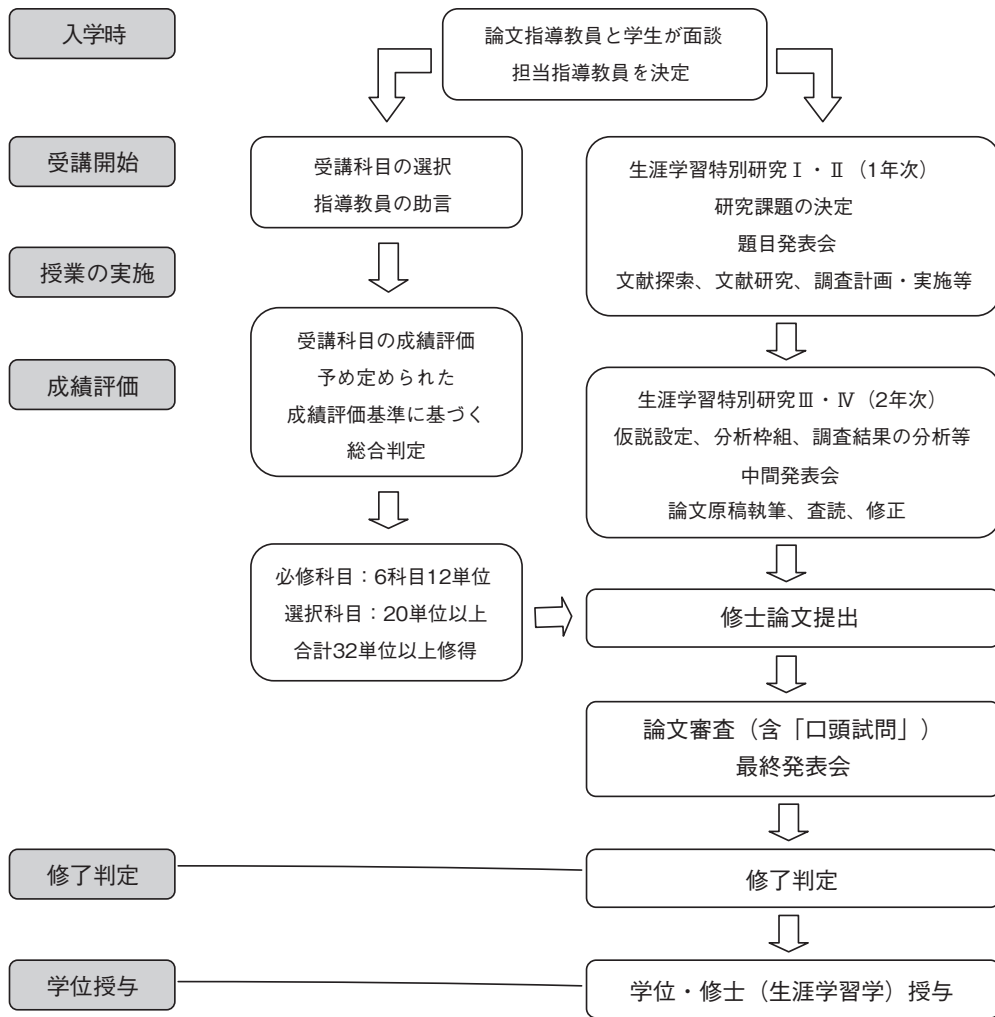 入学時
論文指導教員と学生が面談
担当指導教員を決定
受講開始
受講科目の選択
指導教員の助言
生涯学習特別研究Ⅰ・Ⅱ（1年次）
研究課題の決定
題目発表会
文献探索、文献研究、調査計画・実施等
授業の実施
成績評価
受講科目の成績評価
予め定められた
成績評価基準に基づく
総合判定
生涯学習特別研究Ⅲ・Ⅳ（2年次）
仮説設定、分析枠組、調査結果の分析等
中間発表会
論文原稿執筆、査読、修正
必修科目：6科目12単位
選択科目：20単位以上
合計32単位以上修得
修士論文提出
論文審査（含「口頭試問」）
最終発表会
修了判定
修了判定
学位授与
学位・修士（生涯学習学）授与